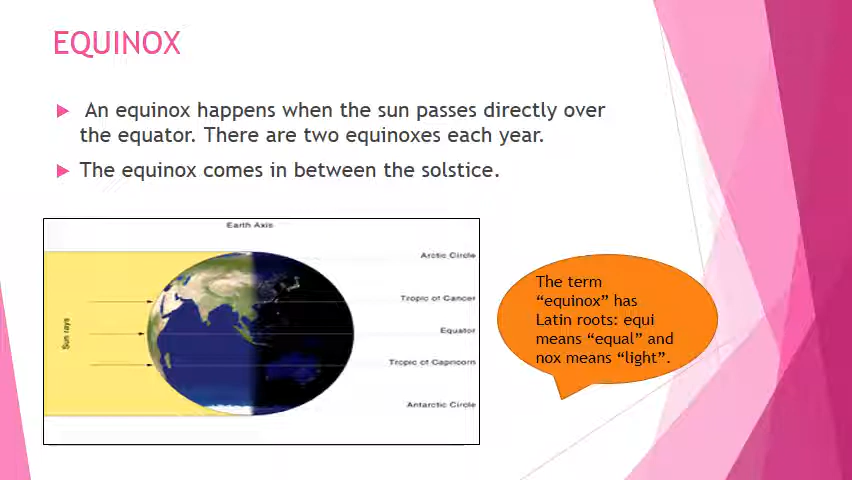 EQUINOX
An equinox happens when the sun passes directly over
the equator. There are two equinoxes each year.
The equinox comes in between the solstice.
Earth Axis
Arctic Circle
Tropic of Cancer
Equator
Tropic of Capricorn
Antarctic Circle
Sun rays
The term
“equinox” has
Latin roots: equi
means “equal” and
nox means “light”.